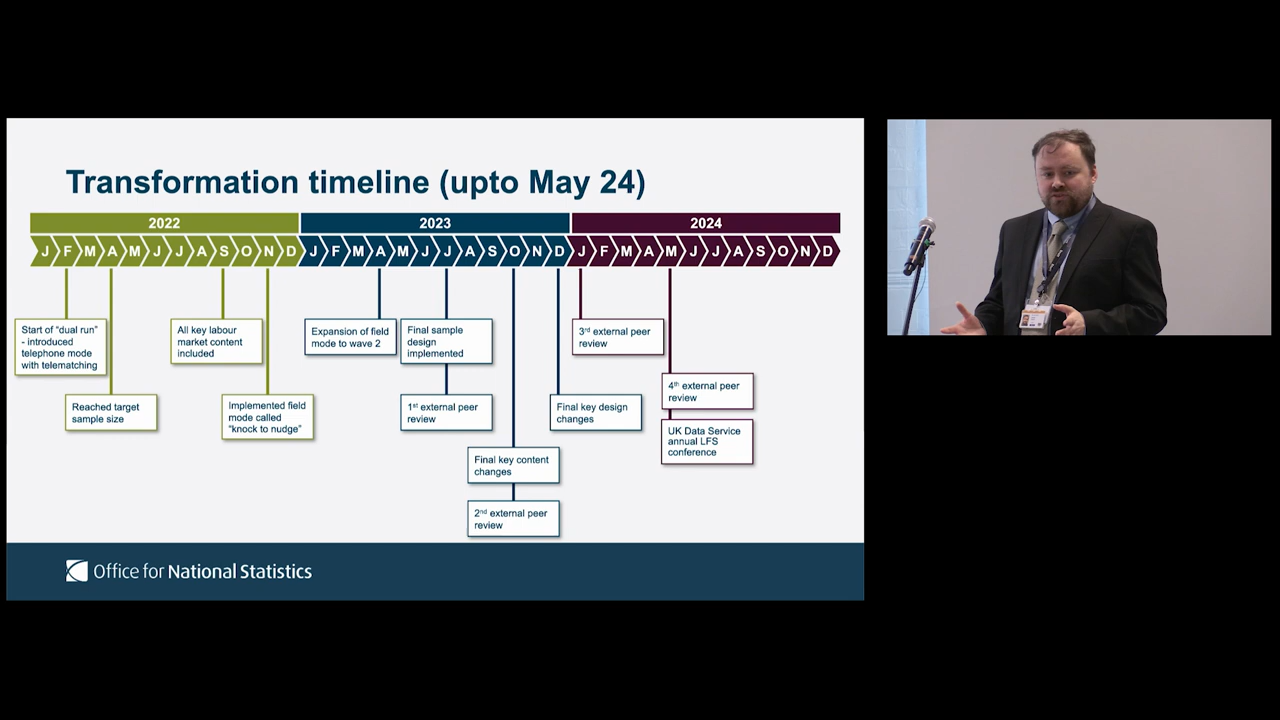 Transformation timeline (upto May 24)
2022
2023
2024
J F M A M J J A S O N D
J F M A M J J A S O N D
J F M A M J J A S O N D
Start of “dual run”
- introduced
telephone mode
with telematching
Reached target
sample size
All key labour
market content
included
Implemented field
mode called
“knock to nudge”
Expansion of field
mode to wave 2
Final sample
design
implemented
1st external peer
review
Final key content
changes
2nd external peer
review
Final key design
changes
3rd external peer
review
4th external peer
review
UK Data Service
annual LFS
conference
Office for National Statistics